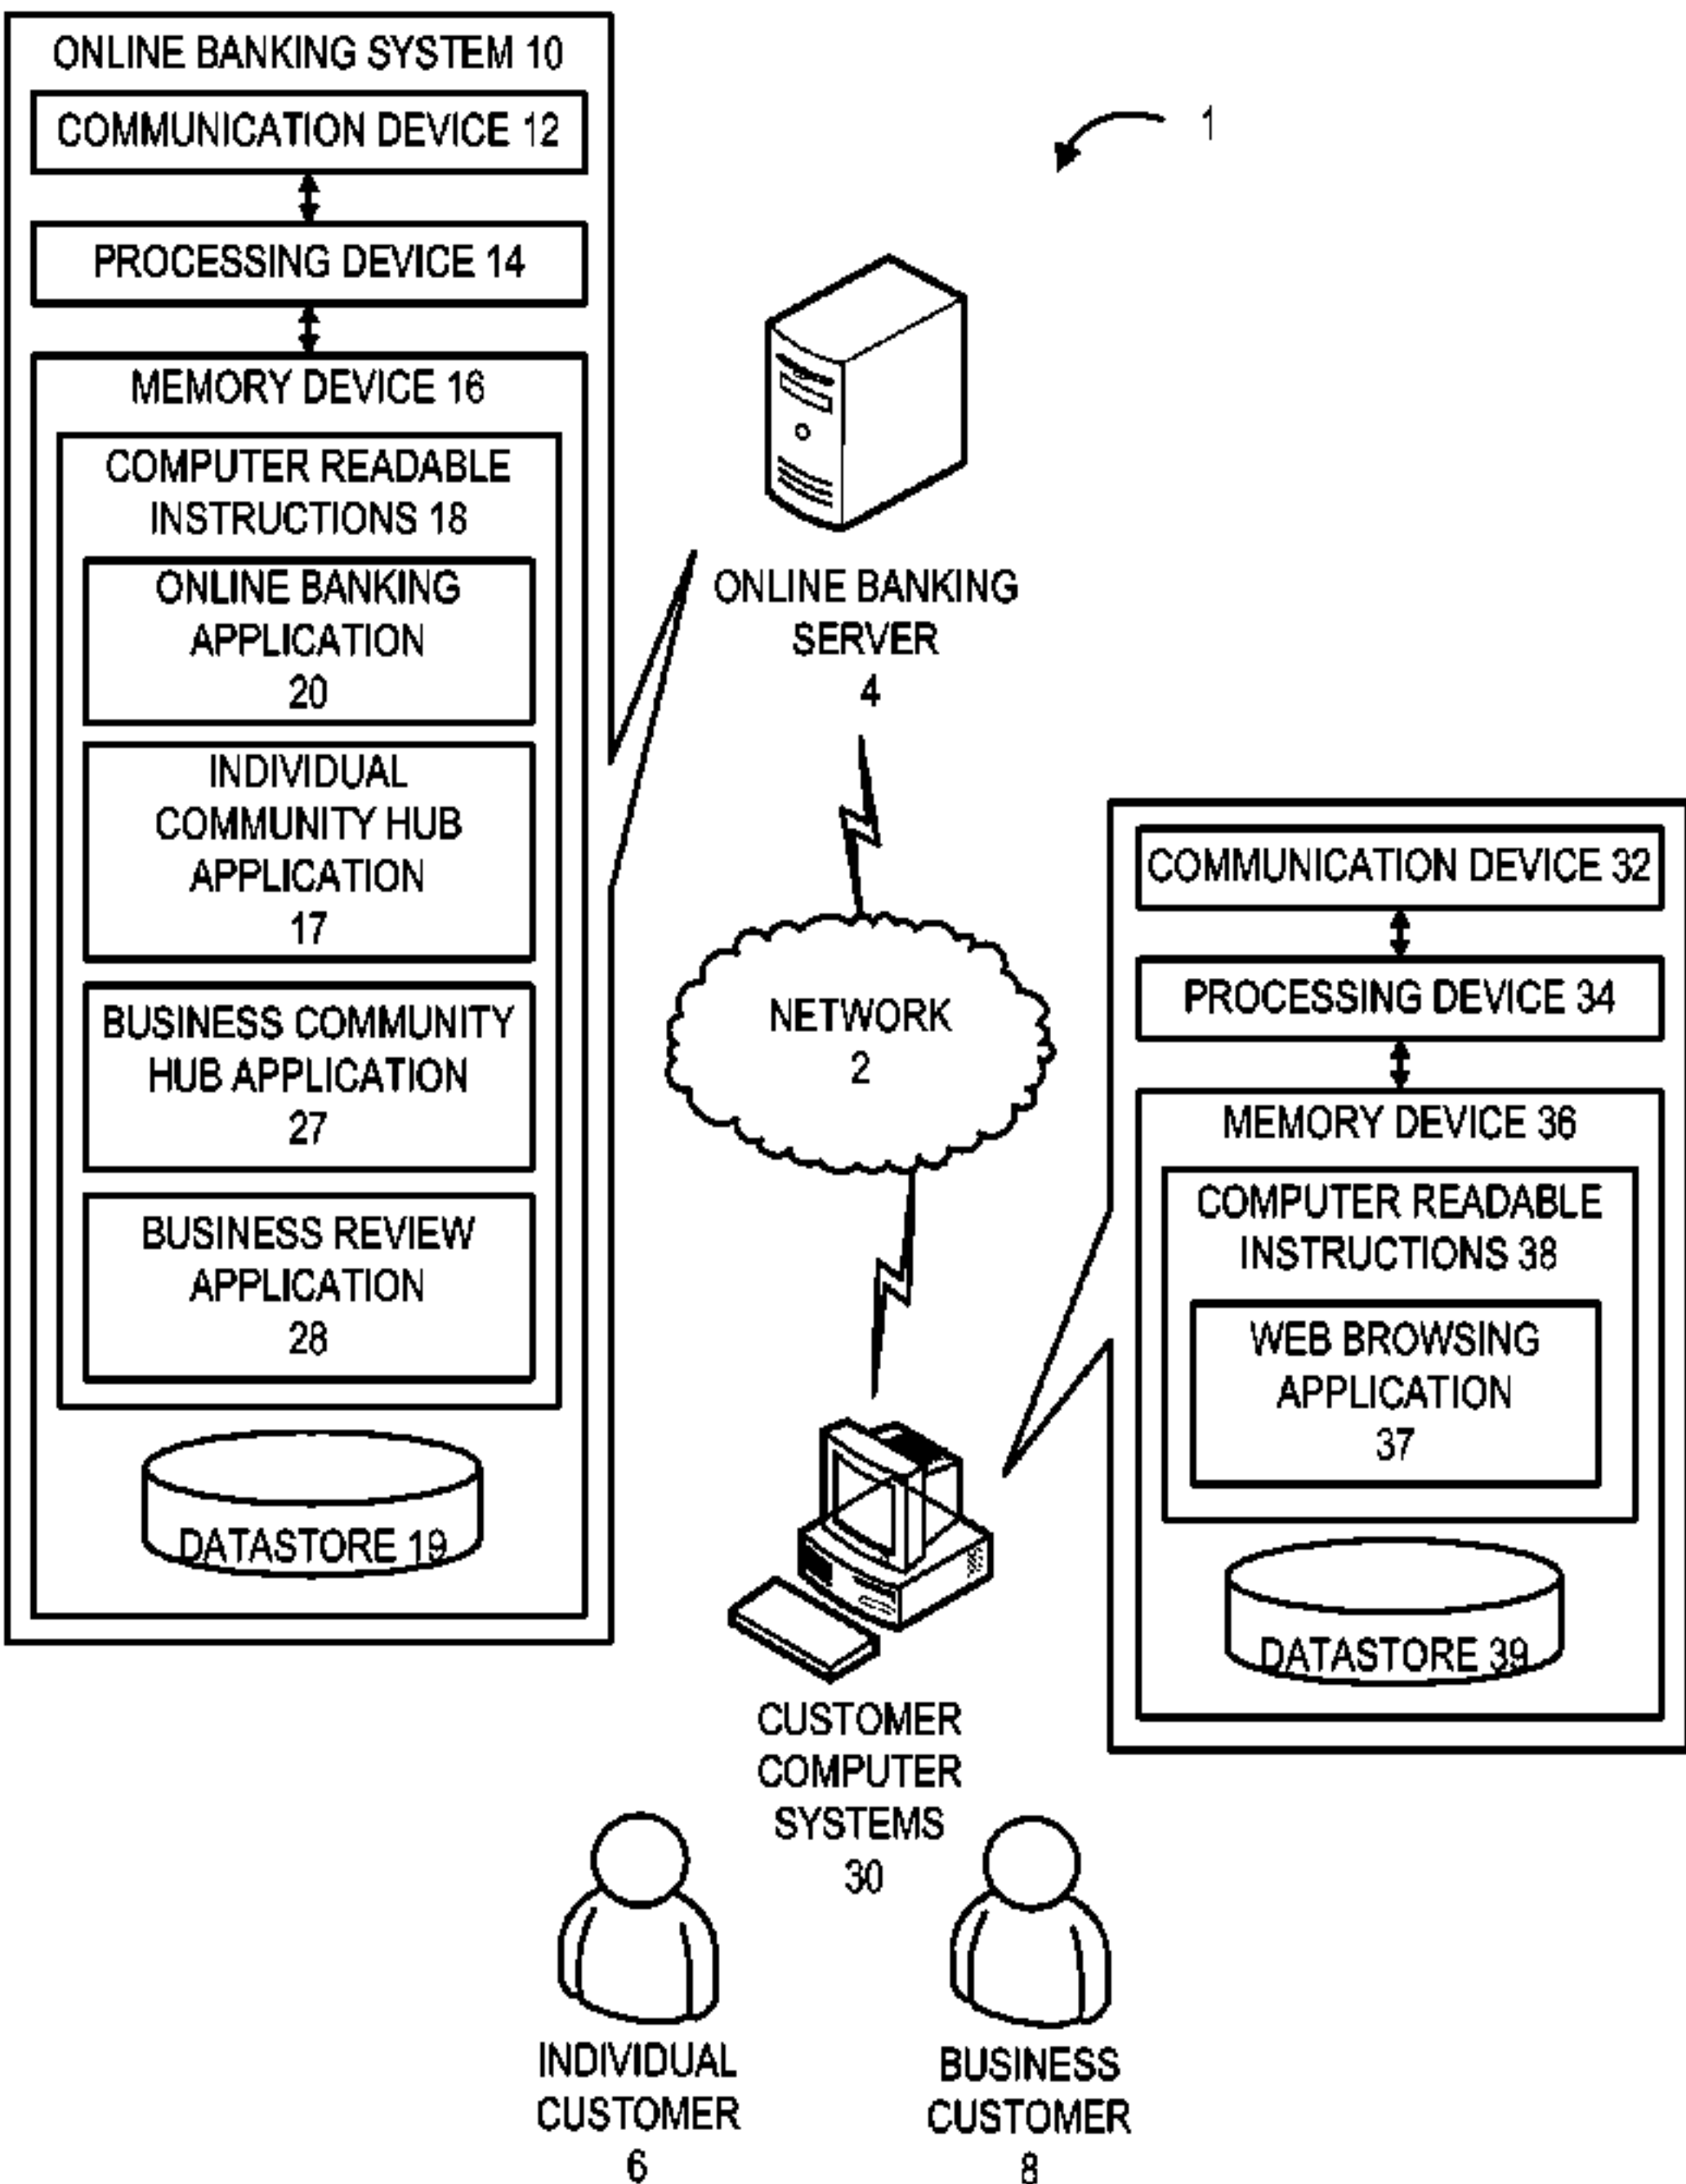 ONLINE BANKING SYSTEM 10
COMMUNICATION DEVICE 12
PROCESSING DEVICE 14
MEMORY DEVICE 16
COMPUTER READABLE
INSTRUCTIONS 18
ONLINE BANKING
APPLICATION
20
INDIVIDUAL
COMMUNITY HUB
APPLICATION
17
BUSINESS COMMUNITY
HUB APPLICATION
27
BUSINESS REVIEW
APPLICATION
28
DATASTORE 19
1
ONLINE BANKING
SERVER
4
NETWORK
2
CUSTOMER
COMPUTER
SYSTEMS
30
COMMUNICATION DEVICE 32
PROCESSING DEVICE 34
MEMORY DEVICE 36
COMPUTER READABLE
INSTRUCTIONS 38
WEB BROWSING
APPLICATION
37
DATASTORE 39
INDIVIDUAL
CUSTOMER
6
BUSINESS
CUSTOMER
8